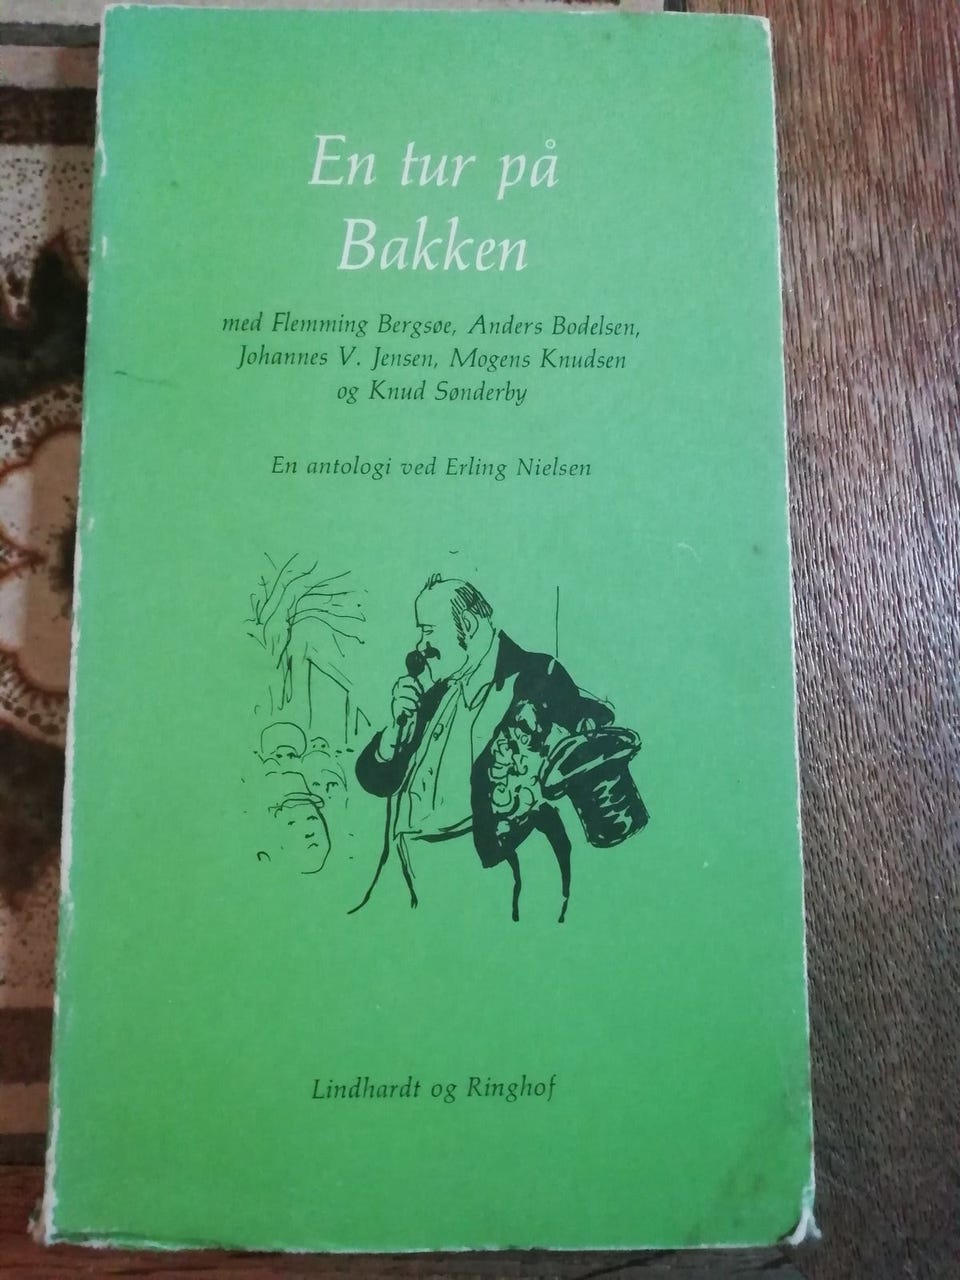 En tur på
Bakken
med Flemming Bergsøe, Anders Bodelsen,
Johannes V. Jensen, Mogens Knudsen
og Knud Sønderby
En antologi ved Erling Nielsen
Lindhardt og Ringhof